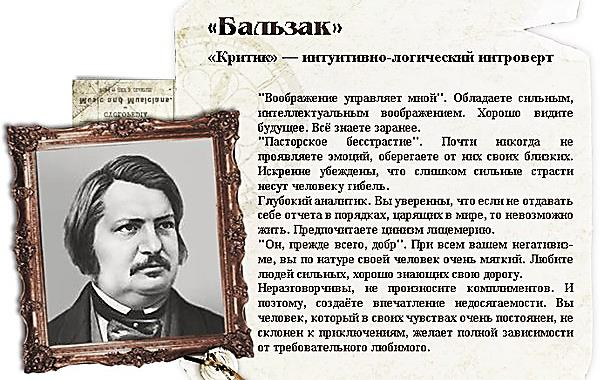 «Бальзак»
«Критик» — интуитивно-логический интроверт
"Воображение управляет мной". Обладаете сильным,
интеллектуальным воображением. Хорошо видите
будущее. Всё знаете заранее.
"Пасторское бесстрастие". Почти никогда не
проявляете эмоций, оберегаете от них своих близких.
Искренне убеждены, что слишком сильные страсти
несут человеку гибель.
Глубокий аналитик. Вы уверенны, что если не отдавать
себе отчета в порядках, царящих в мире, то невозможно
жить. Предпочитаете цинизм лицемерию.
"Он, прежде всего, добр". При всем вашем негативиз-
ме, вы по натуре своей человек очень мягкий. Любите
людей сильных, хорошо знающих свою дорогу.
Неразговорчивы, не произносите комплиментов. И
поэтому, создаёте впечатление недосягаемости. Вы
человек, который в своих чувствах очень постоянен, не
склонен к приключениям, желает полной зависимости
от требовательного любимого.
Music and Musicians